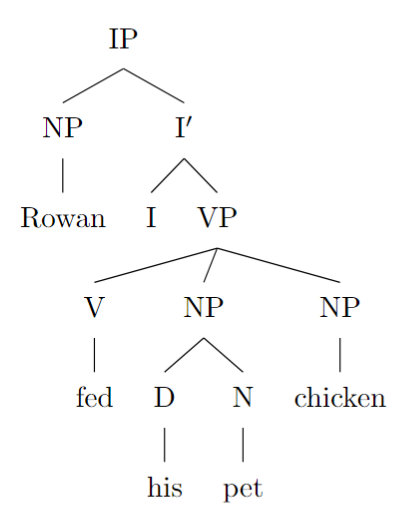 IP
NP I′
Rowan I VP
V NP NP
fed D N chicken
his pet